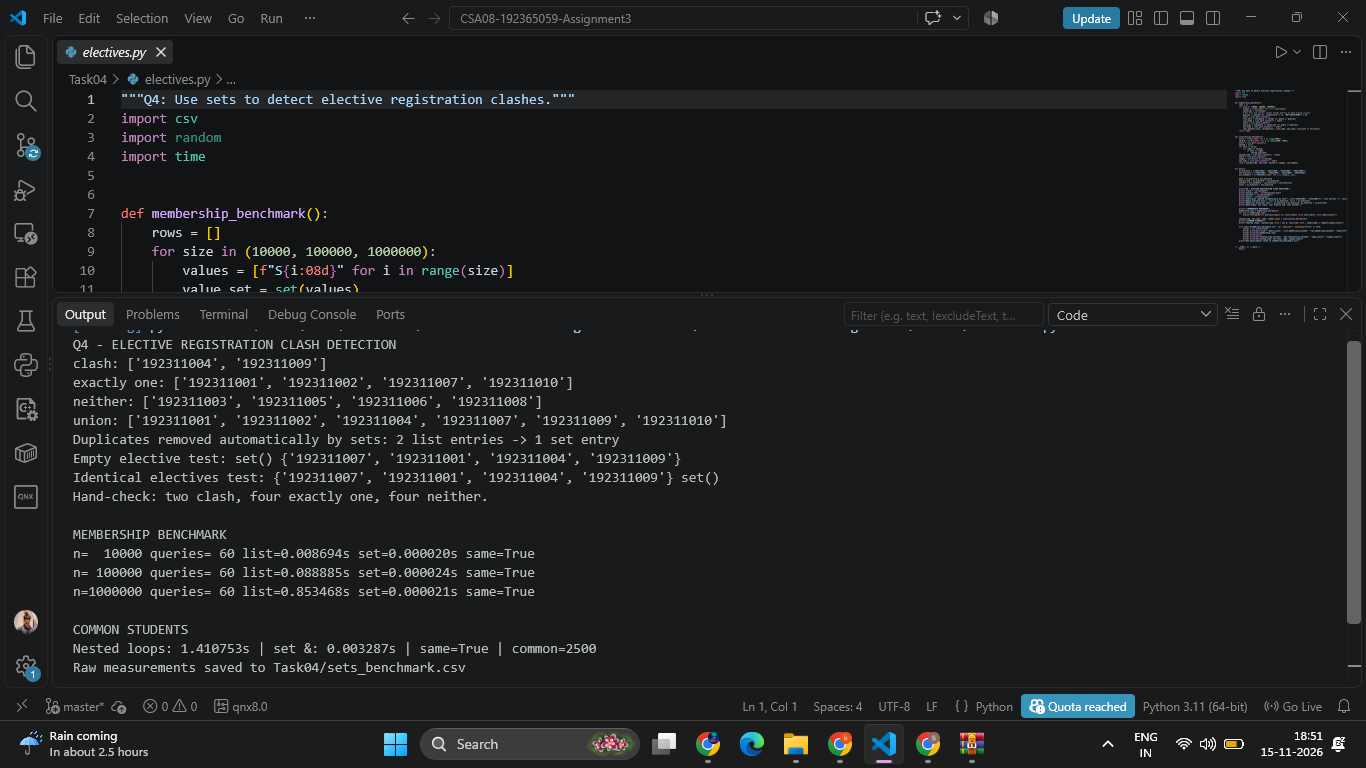 File Edit Selection View Go Run ··· CSA08-192365059-Assignment3 Update
electives.py
Task04 > electives.py > ...
1 """Q4: Use sets to detect elective registration clashes."""
2 import csv
3 import random
4 import time
5
6
7 def membership_benchmark():
8 rows = []
9 for size in (10000, 100000, 1000000):
10 values = [f"S{i:08d}" for i in range(size)]
11 value_set = set(values)
Output Problems Terminal Debug Console Ports Filter (e.g. text, !excludeText, t... Code
Q4 - ELECTIVE REGISTRATION CLASH DETECTION
clash: ['192311004', '192311009']
exactly one: ['192311001', '192311002', '192311007', '192311010']
neither: ['192311003', '192311005', '192311006', '192311008']
union: ['192311001', '192311002', '192311004', '192311007', '192311009', '192311010']
Duplicates removed automatically by sets: 2 list entries -> 1 set entry
Empty elective test: set() {'192311007', '192311001', '192311004', '192311009'}
Identical electives test: {'192311007', '192311001', '192311004', '192311009'} set()
Hand-check: two clash, four exactly one, four neither.
MEMBERSHIP BENCHMARK
n=  10000 queries= 60 list=0.008694s set=0.000020s same=True
n= 100000 queries= 60 list=0.088885s set=0.000024s same=True
n=1000000 queries= 60 list=0.853468s set=0.000021s same=True
COMMON STUDENTS
Nested loops: 1.410753s | set &: 0.003287s | same=True | common=2500
Raw measurements saved to Task04/sets_benchmark.csv
QNX
1
master* 0 0 qnx8.0 Ln 1, Col 1 Spaces: 4 UTF-8 LF {} Python Quota reached Python 3.11 (64-bit) Go Live
Rain coming
In about 2.5 hours
Search
ENG
IN
18:51
15-11-2026